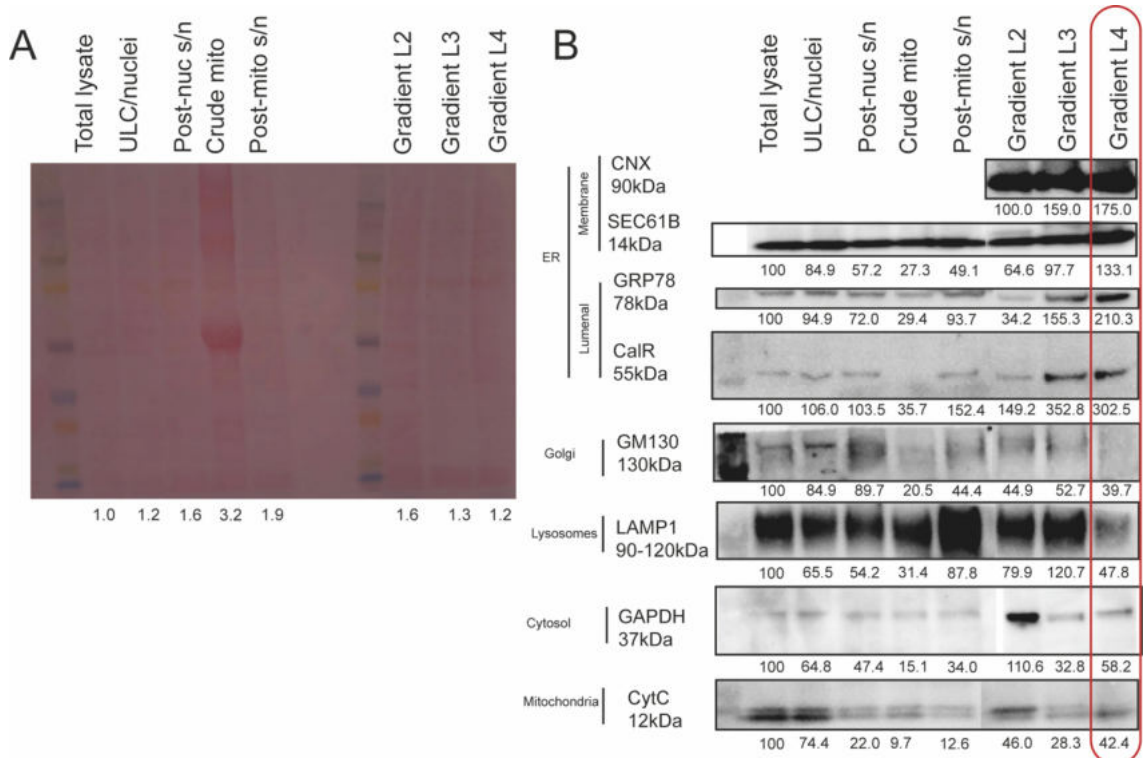 A
Total lysate
ULC/nuclei
Post-nuc s/n
Crude mito
Post-mito s/n
Gradient L2
Gradient L3
Gradient L4
1.0 1.2 1.6 3.2 1.9 1.6 1.3 1.2
B
Total lysate
ULC/nuclei
Post-nuc s/n
Crude mito
Post-mito s/n
Gradient L2
Gradient L3
Gradient L4
ER
Membrane
CNX
90kDa
100.0 159.0 175.0
SEC61B
14kDa
100 84.9 57.2 27.3 49.1 64.6 97.7 133.1
Lumenal
GRP78
78kDa
100 94.9 72.0 29.4 93.7 34.2 155.3 210.3
CalR
55kDa
100 106.0 103.5 35.7 152.4 149.2 352.8 302.5
Golgi
GM130
130kDa
100 84.9 89.7 20.5 44.4 44.9 52.7 39.7
Lysosomes
LAMP1
90-120kDa
100 65.5 54.2 31.4 87.8 79.9 120.7 47.8
Cytosol
GAPDH
37kDa
100 64.8 47.4 15.1 34.0 110.6 32.8 58.2
Mitochondria
CytC
12kDa
100 74.4 22.0 9.7 12.6 46.0 28.3 42.4